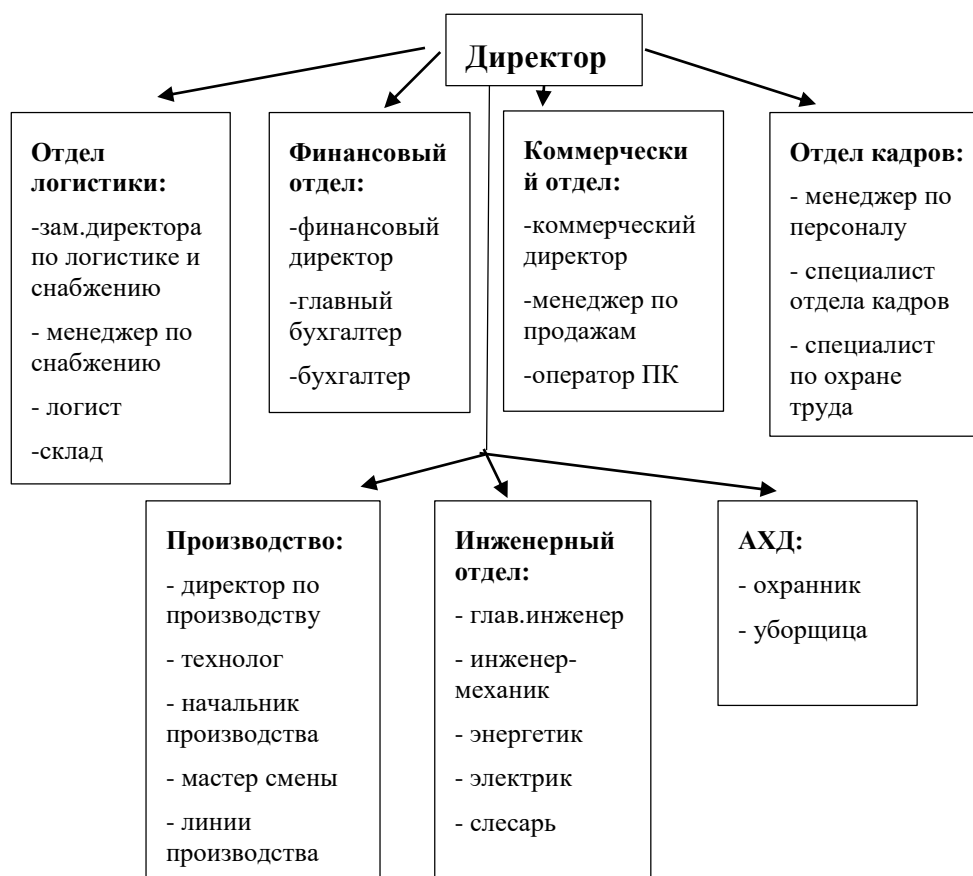 Директор
Отдел
логистики:
-зам.директора
по логистике и
снабжению
- менеджер по
снабжению
- логист
-склад
Финансовый
отдел:
-финансовый
директор
-главный
бухгалтер
-бухгалтер
Коммерчески
й отдел:
-коммерческий
директор
-менеджер по
продажам
-оператор ПК
Отдел кадров:
- менеджер по
персоналу
- специалист
отдела кадров
- специалист
по охране
труда
Производство:
- директор по
производству
- технолог
- начальник
производства
- мастер смены
- линии
производства
Инженерный
отдел:
- глав.инженер
- инженер-
механик
- энергетик
- электрик
- слесарь
АХД:
- охранник
- уборщица